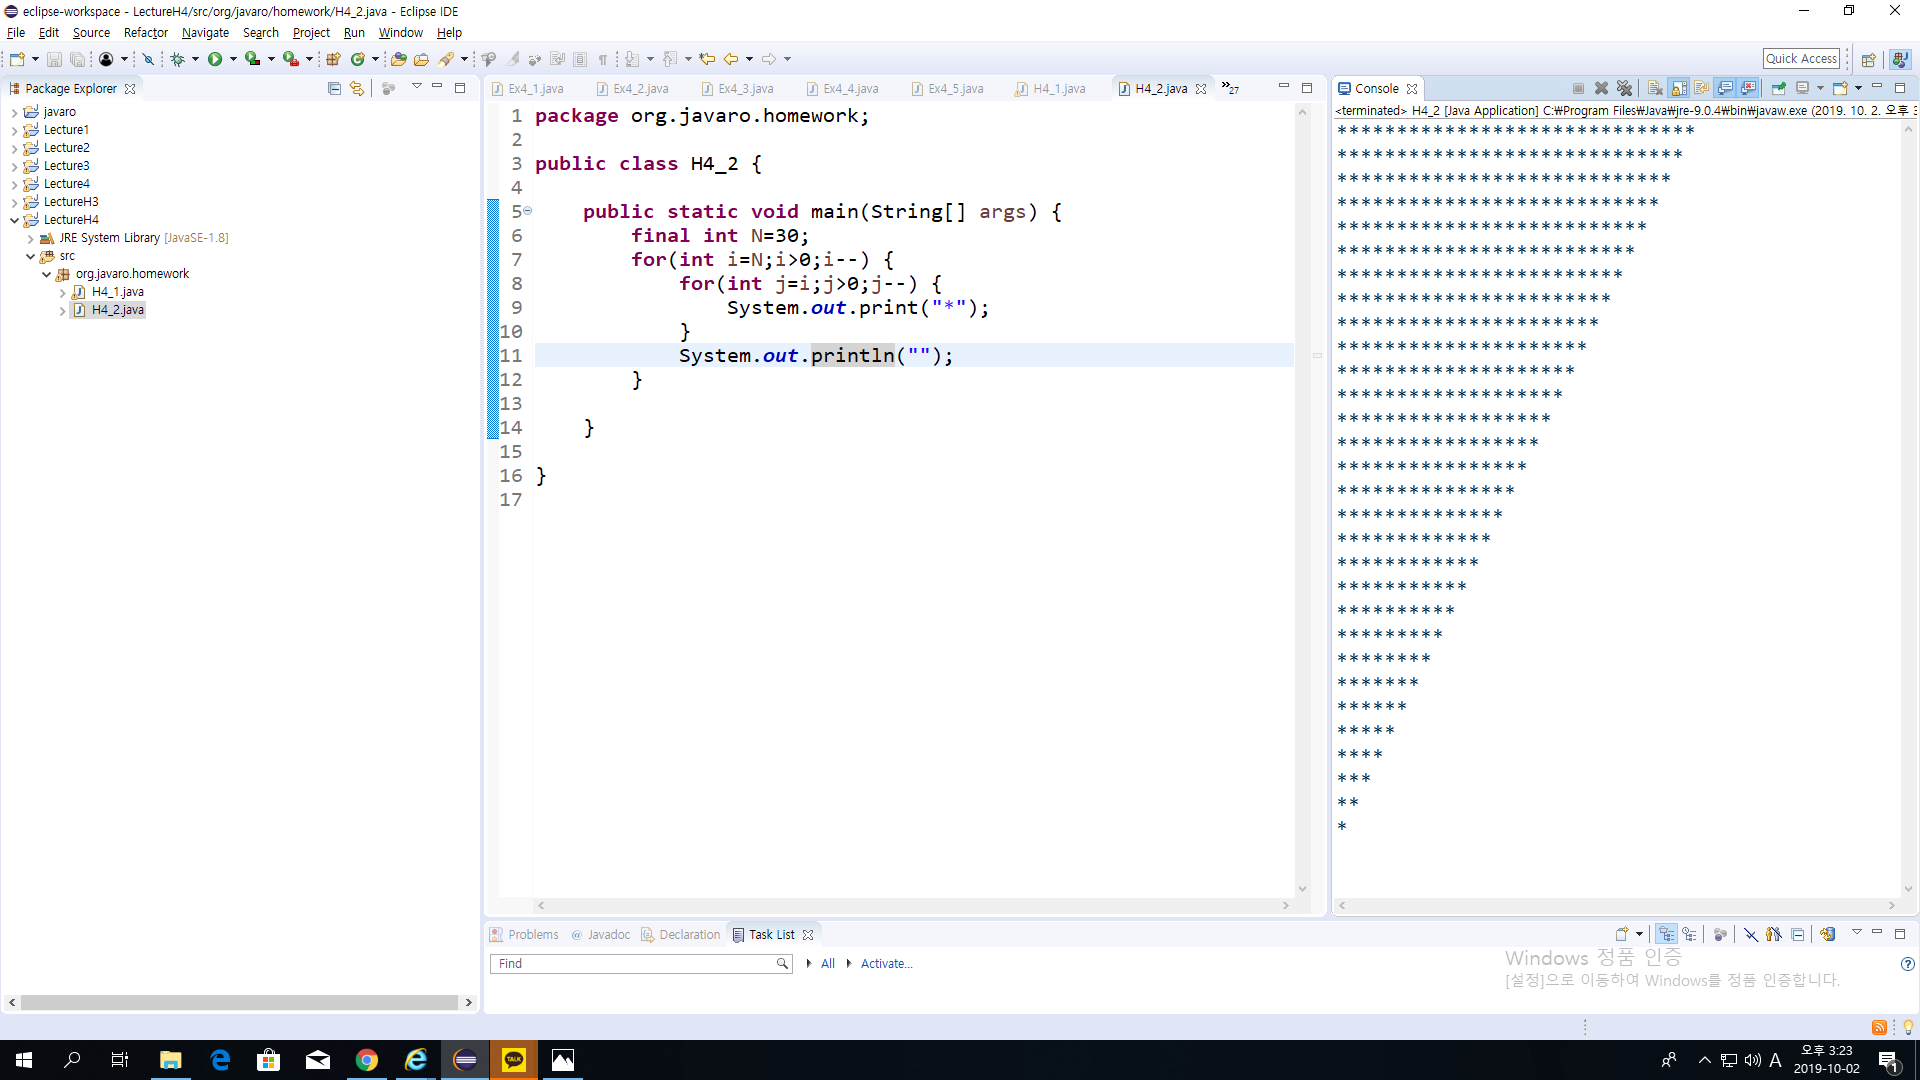 eclipse-workspace - LectureH4/src/org/javaro/homework/H4_2.java - Eclipse IDE
File Edit Source Refactor Navigate Search Project Run Window Help
Quick Access
Package Explorer
javaro
Lecture1
Lecture2
Lecture3
Lecture4
LectureH3
LectureH4
JRE System Library [JavaSE-1.8]
src
org.javaro.homework
H4_1.java
H4_2.java
Ex4_1.java Ex4_2.java Ex4_3.java Ex4_4.java Ex4_5.java H4_1.java H4_2.java »27
1 package org.javaro.homework;
2
3 public class H4_2 {
4
5 public static void main(String[] args) {
6 final int N=30;
7 for(int i=N;i>0;i--) {
8 for(int j=i;j>0;j--) {
9 System.out.print("*");
10 }
11 System.out.println("");
12 }
13
14 }
15
16 }
17
Console
<terminated> H4_2 [Java Application] C:₩Program Files₩Java₩jre-9.0.4₩bin₩javaw.exe (2019. 10. 2. 오후 3
******************************
*****************************
****************************
***************************
**************************
*************************
************************
***********************
**********************
*********************
********************
*******************
******************
*****************
****************
***************
**************
*************
************
***********
**********
*********
********
*******
******
*****
****
***
**
*
Problems @ Javadoc Declaration Task List
Find All Activate...
Windows 정품 인증
[설정]으로 이동하여 Windows를 정품 인증합니다.
TALK
A
오후 3:23
2019-10-02
1